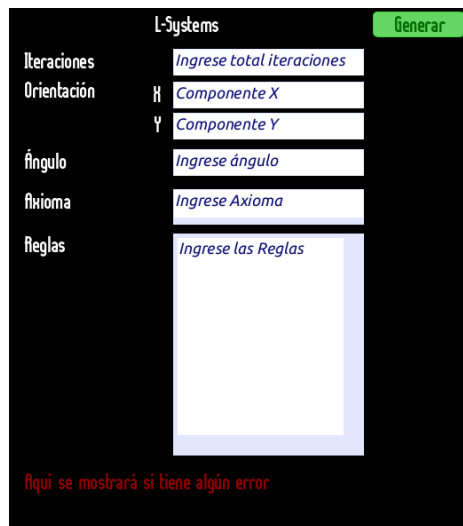 L-Systems
Generar
Iteraciones
Ingrese total iteraciones
Orientación
X
Componente X
Y
Componente Y
Ángulo
Ingrese ángulo
Axioma
Ingrese Axioma
Reglas
Ingrese las Reglas
Aqui se mostrará si tiene algún error